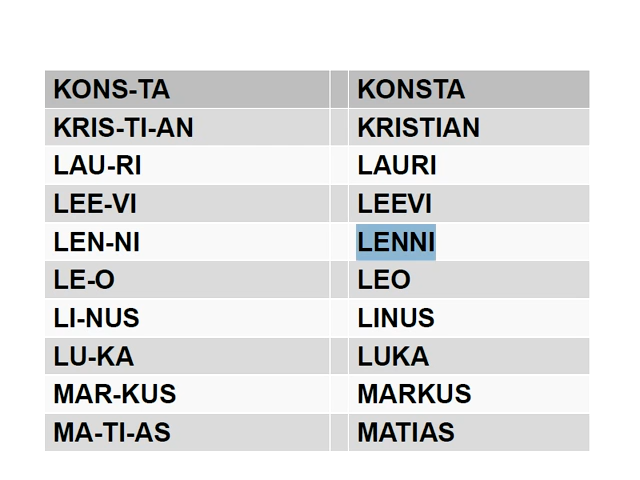 KONS-TA KONSTA
KRIS-TI-AN KRISTIAN
LAU-RI LAURI
LEE-VI LEEVI
LEN-NI LENNI
LE-O LEO
LI-NUS LINUS
LU-KA LUKA
MAR-KUS MARKUS
MA-TI-AS MATIAS